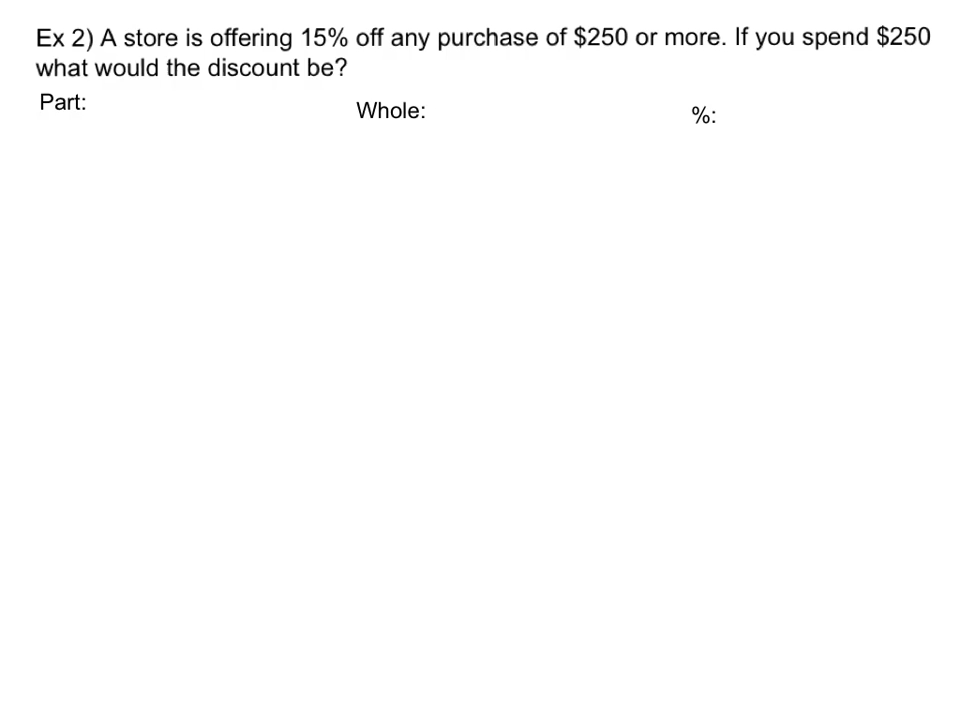 Ex 2) A store is offering 15% off any purchase of $250 or more. If you spend $250
what would the discount be?
Part:
Whole:
%: